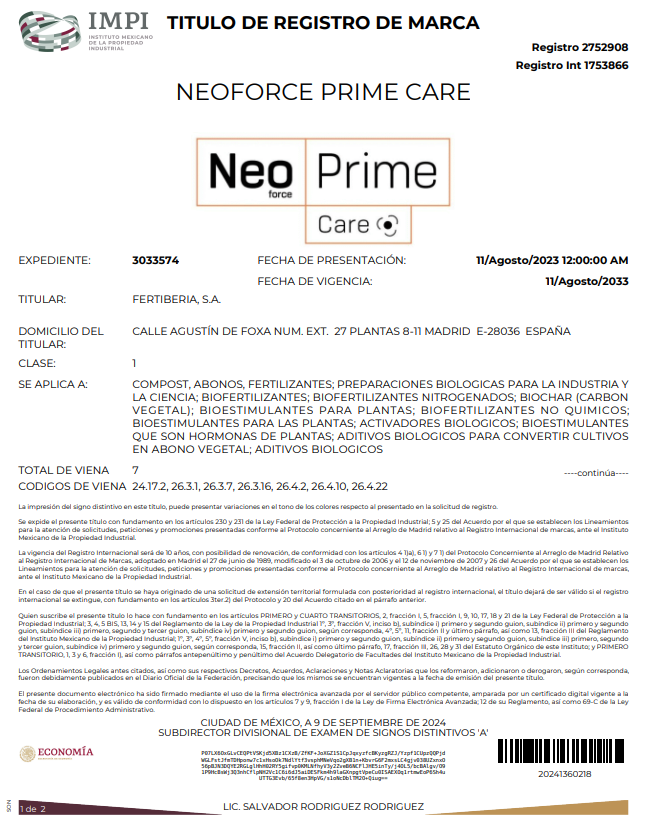 IMPI
INSTITUTO MEXICANO
DE LA PROPIEDAD
INDUSTRIAL
TITULO DE REGISTRO DE MARCA
Registro 2752908
Registro Int 1753866
NEOFORCE PRIME CARE
Neo Prime
force
Care
EXPEDIENTE: 3033574 FECHA DE PRESENTACIÓN: 11/Agosto/2023 12:00:00 AM
FECHA DE VIGENCIA: 11/Agosto/2033
TITULAR: FERTIBERIA, S.A.
DOMICILIO DEL TITULAR: CALLE AGUSTÍN DE FOXA NUM. EXT. 27 PLANTAS 8-11 MADRID E-28036 ESPAÑA
CLASE: 1
SE APLICA A: COMPOST, ABONOS, FERTILIZANTES; PREPARACIONES BIOLOGICAS PARA LA INDUSTRIA Y
LA CIENCIA; BIOFERTILIZANTES; BIOFERTILIZANTES NITROGENADOS; BIOCHAR (CARBON
VEGETAL); BIOESTIMULANTES PARA PLANTAS; BIOFERTILIZANTES NO QUIMICOS;
BIOESTIMULANTES PARA LAS PLANTAS; ACTIVADORES BIOLOGICOS; BIOESTIMULANTES
QUE SON HORMONAS DE PLANTAS; ADITIVOS BIOLOGICOS PARA CONVERTIR CULTIVOS
EN ABONO VEGETAL; ADITIVOS BIOLOGICOS
TOTAL DE VIENA 7
----continúa----
CODIGOS DE VIENA 24.17.2, 26.3.1, 26.3.7, 26.3.16, 26.4.2, 26.4.10, 26.4.22
La impresión del signo distintivo en este título, puede presentar variaciones en el tono de los colores respecto al presentado en la solicitud de registro.
Se expide el presente título con fundamento en los artículos 230 y 231 de la Ley Federal de Protección a la Propiedad Industrial; 5 y 25 del Acuerdo por el que se establecen los Lineamientos
para la atención de solicitudes, peticiones y promociones presentadas conforme al Protocolo concerniente al Arreglo de Madrid relativo al Registro Internacional de marcas, ante el Instituto
Mexicano de la Propiedad Industrial.
La vigencia del Registro Internacional será de 10 años, con posibilidad de renovación, de conformidad con los artículos 4 1)a), 6 1) y 7 1) del Protocolo Concerniente al Arreglo de Madrid Relativo
al Registro Internacional de Marcas, adoptado en Madrid el 27 de junio de 1989, modificado el 3 de octubre de 2006 y el 12 de noviembre de 2007 y 26 del Acuerdo por el que se establecen los
Lineamientos para la atención de solicitudes, peticiones y promociones presentadas conforme al Protocolo concerniente al Arreglo de Madrid relativo al Registro Internacional de marcas,
ante el Instituto Mexicano de la Propiedad Industrial.
En el caso de que el presente título se haya originado de una solicitud de extensión territorial formulada con posterioridad al registro internacional, el título dejará de ser válido si el registro
internacional se extingue, con fundamento en los artículos 3ter.2) del Protocolo y 20 del Acuerdo citado en el párrafo anterior.
Quien suscribe el presente título lo hace con fundamento en los artículos PRIMERO y CUARTO TRANSITORIOS, 2, fracción I, 5, fracción I, 9, 10, 17, 18 y 21 de la Ley Federal de Protección a la
Propiedad Industrial; 3, 4, 5 BIS, 13, 14 y 15 del Reglamento de la Ley de la Propiedad Industrial 1°, 3°, fracción V, inciso b), subíndice i) primero y segundo guion, subíndice ii) primero y segundo
guion, subíndice iii) primero, segundo y tercer guion, subíndice iv) primero y segundo guion, según corresponda, 4°, 5°, 11, fracción II y último párrafo, así como 13, fracción III del Reglamento
del Instituto Mexicano de la Propiedad Industrial; 1°, 3°, 4°, 5°, fracción V, inciso b), subíndice i) primero y segundo guion, subíndice ii) primero y segundo guion, subíndice iii) primero, segundo
y tercer guion, subíndice iv) primero y segundo guion, según corresponda, 15, fracción II, así como último párrafo, 17, fracción III, 26, 28 y 31 del Estatuto Orgánico de este Instituto; y PRIMERO
TRANSITORIO, 1, 3 y 6, fracción I), así como párrafos antepenúltimo y penúltimo del Acuerdo Delegatorio de Facultades del Instituto Mexicano de la Propiedad Industrial.
Los Ordenamientos Legales antes citados, así como sus respectivos Decretos, Acuerdos, Aclaraciones y Notas Aclaratorias que los reforman, adicionaron o derogaron, según corresponda,
fueron debidamente publicados en el Diario Oficial de la Federación, precisando que los mismos se encuentran vigentes a la fecha de emisión del presente título.
El presente documento electrónico ha sido firmado mediante el uso de la firma electrónica avanzada por el servidor público competente, amparada por un certificado digital vigente a la
fecha de su elaboración, y es válido de conformidad con lo dispuesto en los artículos 7 y 9, fracción I de la Ley de Firma Electrónica Avanzada; 12 de su Reglamento, así como 69-C de la Ley
Federal de Procedimiento Administrativo.
CIUDAD DE MÉXICO, A 9 DE SEPTIEMBRE DE 2024
SUBDIRECTOR DIVISIONAL DE EXAMEN DE SIGNOS DISTINTIVOS 'A'
ECONOMÍA
20241360218
SON
1 de 2
LIC. SALVADOR RODRIGUEZ RODRIGUEZ